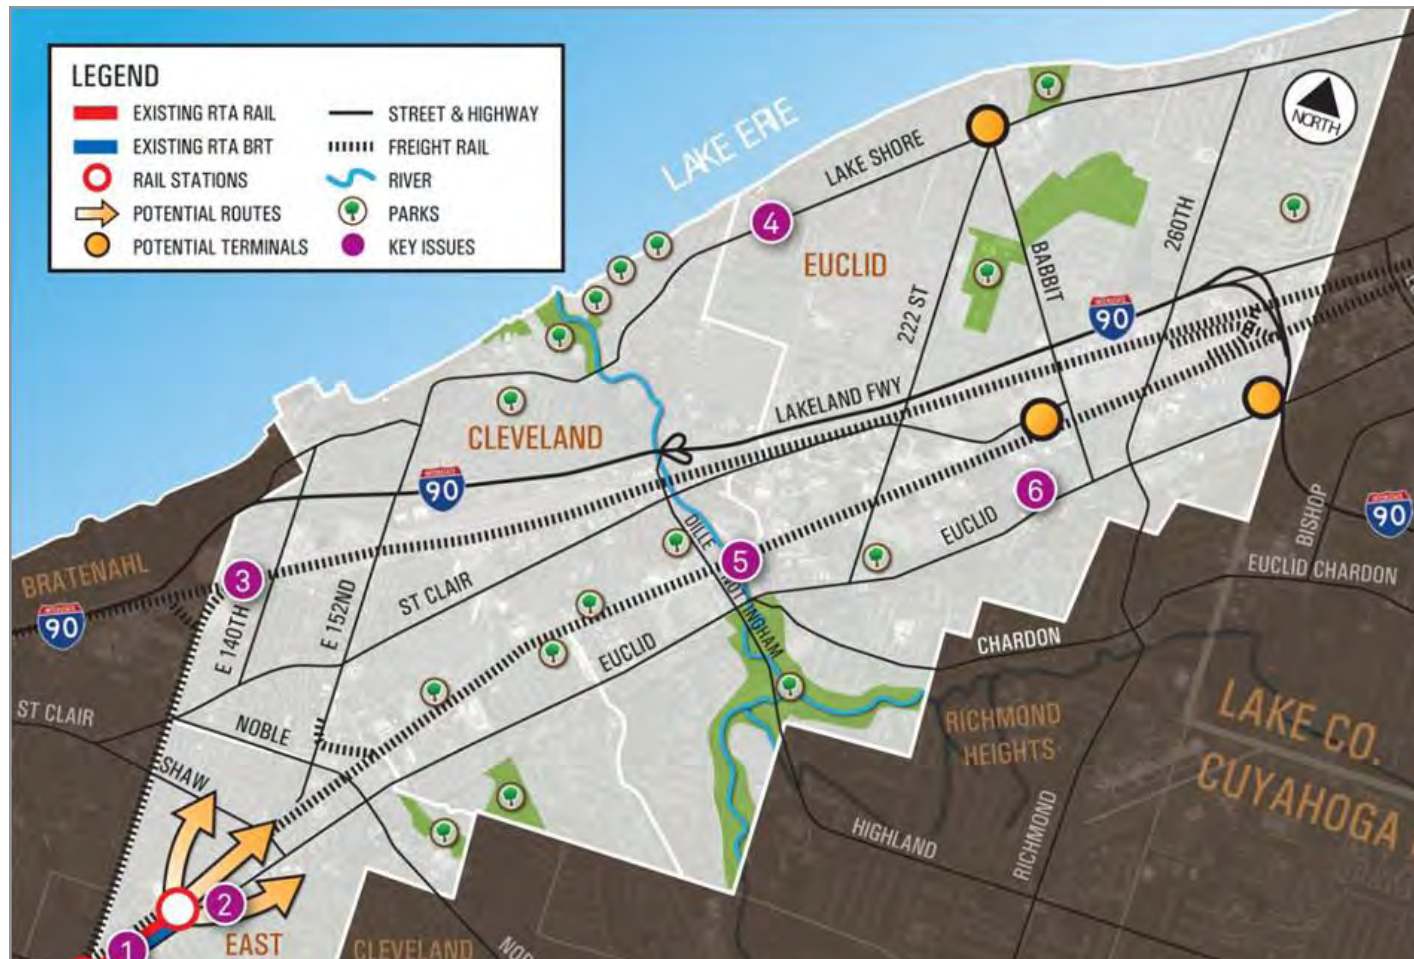 LEGEND
EXISTING RTA RAIL
EXISTING RTA BRT
RAIL STATIONS
POTENTIAL ROUTES
POTENTIAL TERMINALS
STREET & HIGHWAY
FREIGHT RAIL
RIVER
PARKS
KEY ISSUES
NORTH
LAKE ERIE
LAKE SHORE
4
EUCLID
260TH
BABBIT
222 ST
90
LAKELAND FWY
CLEVELAND
90
6
EUCLID
BISHOP
90
DILLE
5
NOTTINGHAM
EUCLID CHARDON
BRATENAHL
3
90
ST CLAIR
E 152ND
E 140TH
EUCLID
CHARDON
ST CLAIR
NOBLE
RICHMOND
HEIGHTS
LAKE CO.
CUYAHOGA
SHAW
HIGHLAND
RICHMOND
2
1
EAST
CLEVELAND